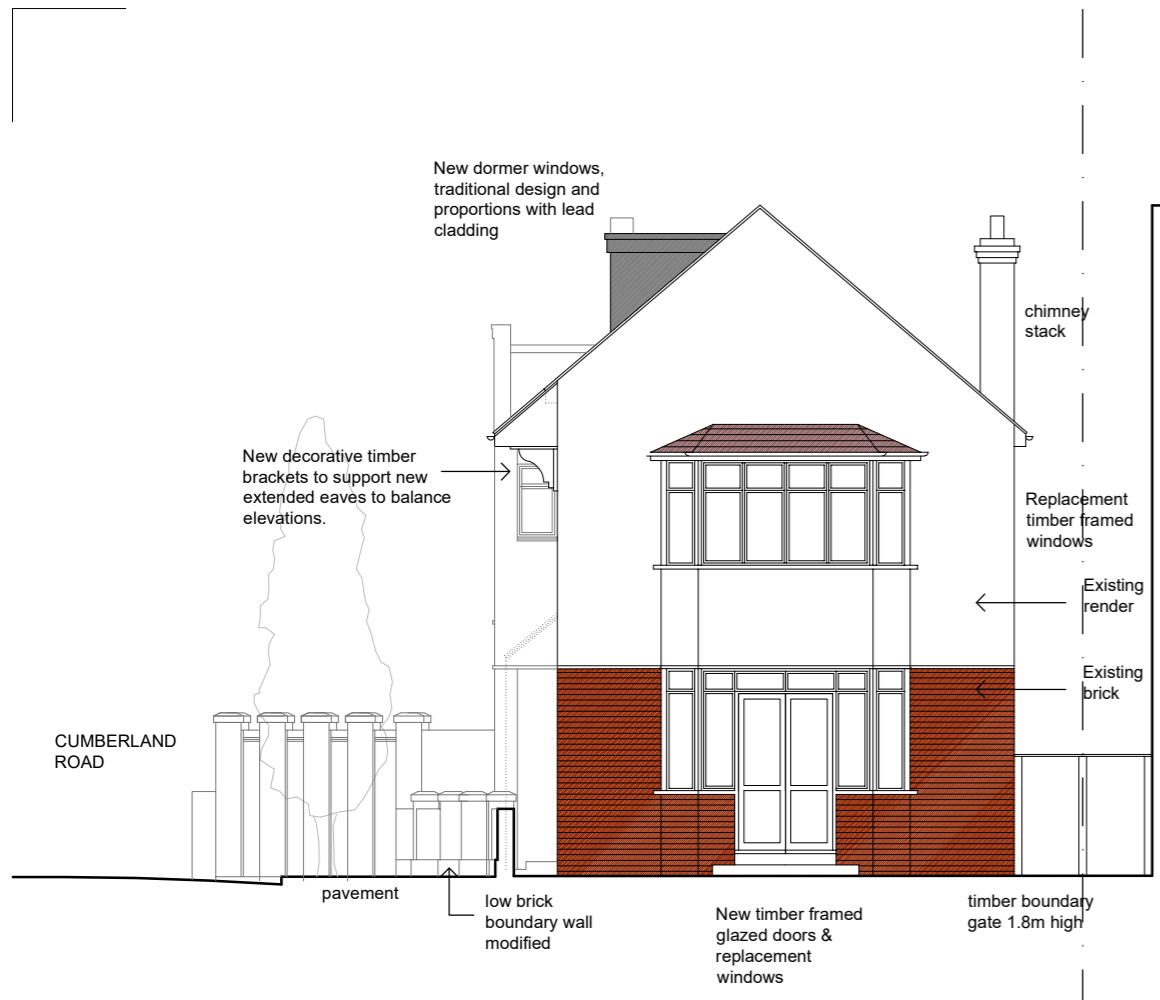 New dormer windows,
traditional design and
proportions with lead
cladding
chimney
stack
New decorative timber
brackets to support new
extended eaves to balance
elevations.
Replacement
timber framed
windows
Existing
render
Existing
brick
CUMBERLAND
ROAD
pavement
low brick
boundary wall
modified
New timber framed
glazed doors &
replacement
windows
timber boundary
gate 1.8m high